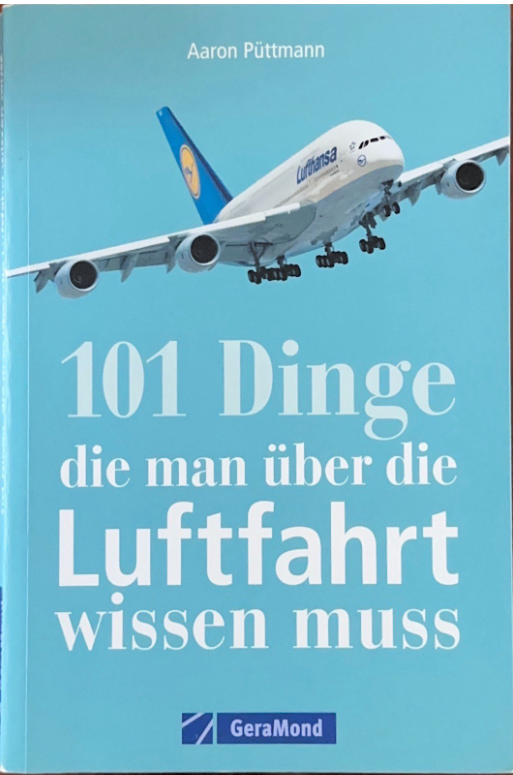 Aaron Püttmann
Lufthansa
101 Dinge
die man über die
Luftfahrt
wissen muss
GeraMond